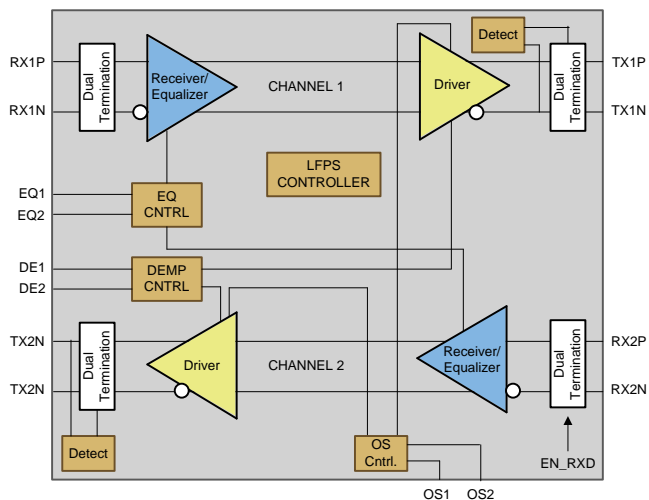 Detect
RX1P
Dual
Termination
Receiver/
Equalizer
CHANNEL 1
Driver
Dual
Termination
TX1P
RX1N
TX1N
LFPS
CONTROLLER
EQ1
EQ2
EQ
CNTRL
DE1
DE2
DEMP
CNTRL
TX2N
Dual
Termination
Driver
CHANNEL 2
Receiver/
Equalizer
Dual
Termination
RX2P
TX2N
RX2N
Detect
OS
Cntrl.
EN_RXD
OS1
OS2